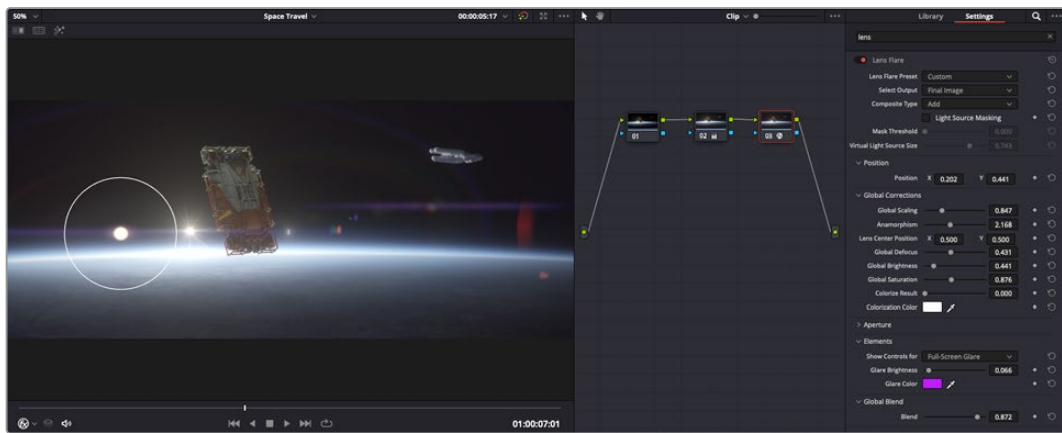 50% Space Travel 00:00:05:17
01:00:07:01
Clip
01
02
03
Library Settings
lens
Lens Flare
Lens Flare Preset Custom
Select Output Final Image
Composite Type Add
Light Source Masking
Mask Threshold 0.000
Virtual Light Source Size 0.743
Position
Position X 0.202 Y 0.441
Global Corrections
Global Scaling 0.847
Anamorphism 2.168
Lens Center Position X 0.500 Y 0.500
Global Defocus 0.431
Global Brightness 0.441
Global Saturation 0.876
Colorize Result 0.000
Colorization Color
Aperture
Elements
Show Controls for Full-Screen Glare
Glare Brightness 0.066
Glare Color
Global Blend
Blend 0.872